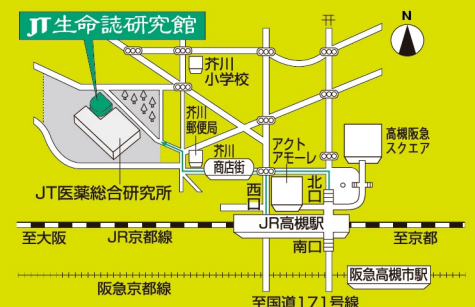 JT生命誌研究館
N
芥川
小学校
芥川
郵便局
芥川
商店街
アクト
アモーレ
高槻阪急
スクエア
JT医薬総合研究所
西口
北口
JR高槻駅
南口
至大阪
JR京都線
至京都
阪急高槻市駅
阪急京都線
至国道171号線